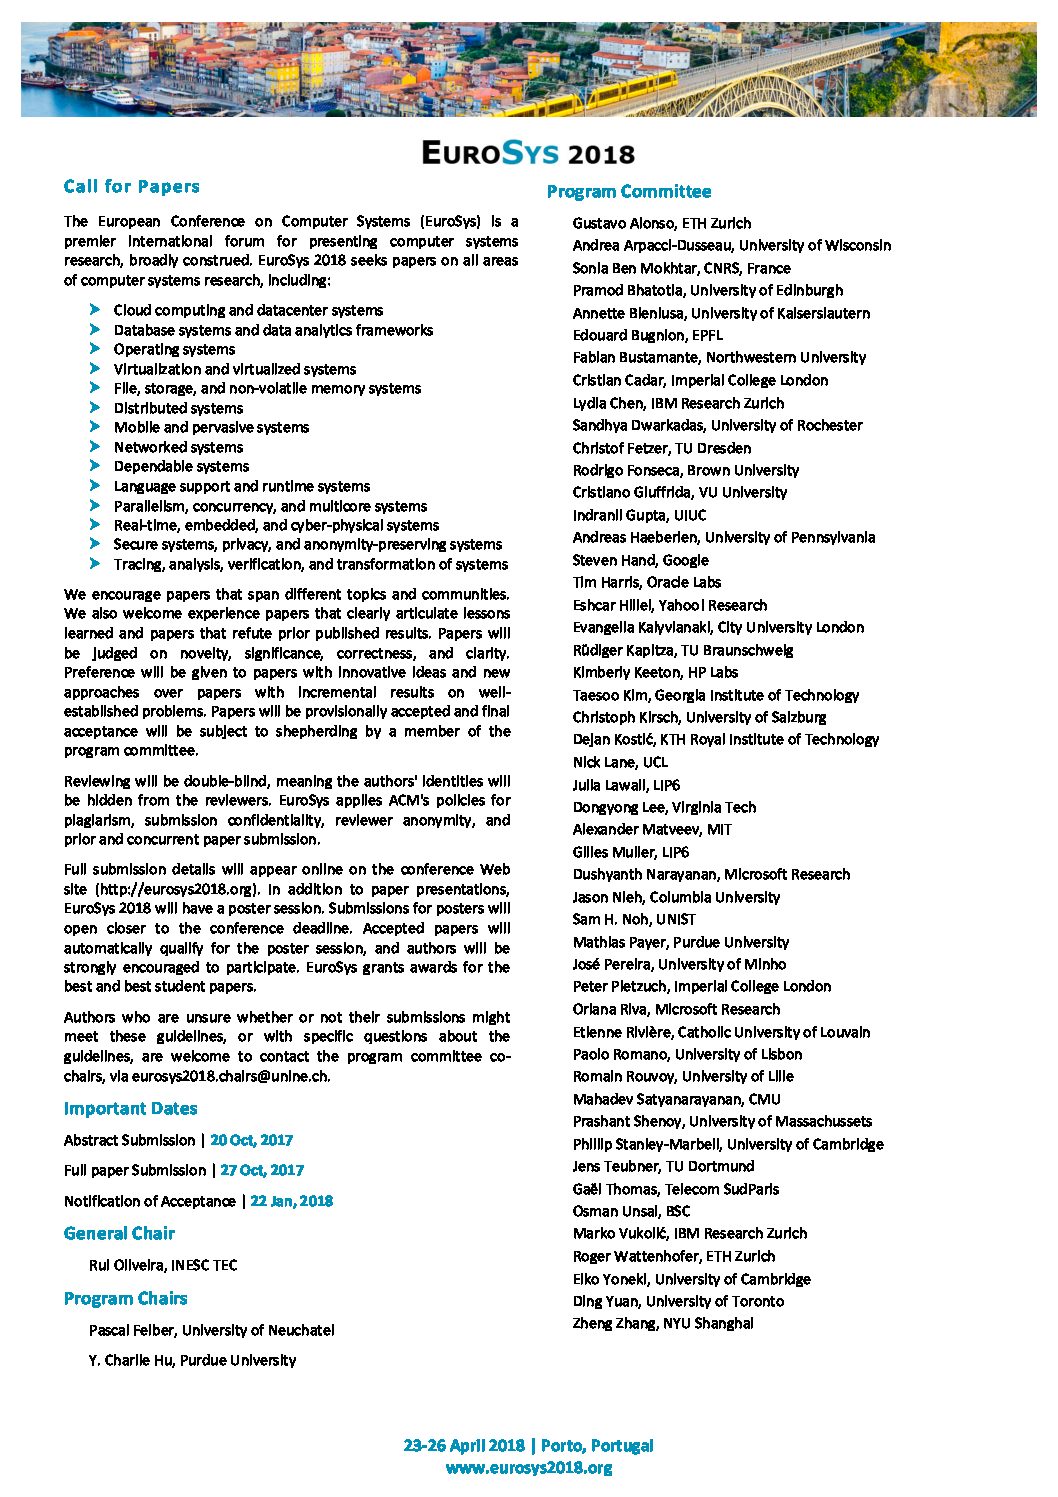 EUROSYS 2018
Call for Papers
The European Conference on Computer Systems (EuroSys) is a
premier international forum for presenting computer systems
research, broadly construed. EuroSys 2018 seeks papers on all areas
of computer systems research, including:
Cloud computing and datacenter systems
Database systems and data analytics frameworks
Operating systems
Virtualization and virtualized systems
File, storage, and non-volatile memory systems
Distributed systems
Mobile and pervasive systems
Networked systems
Dependable systems
Language support and runtime systems
Parallelism, concurrency, and multicore systems
Real-time, embedded, and cyber-physical systems
Secure systems, privacy, and anonymity-preserving systems
Tracing, analysis, verification, and transformation of systems
We encourage papers that span different topics and communities.
We also welcome experience papers that clearly articulate lessons
learned and papers that refute prior published results. Papers will
be judged on novelty, significance, correctness, and clarity.
Preference will be given to papers with innovative ideas and new
approaches over papers with incremental results on well-
established problems. Papers will be provisionally accepted and final
acceptance will be subject to shepherding by a member of the
program committee.
Reviewing will be double-blind, meaning the authors' identities will
be hidden from the reviewers. EuroSys applies ACM's policies for
plagiarism, submission confidentiality, reviewer anonymity, and
prior and concurrent paper submission.
Full submission details will appear online on the conference Web
site (http://eurosys2018.org). In addition to paper presentations,
EuroSys 2018 will have a poster session. Submissions for posters will
open closer to the conference deadline. Accepted papers will
automatically qualify for the poster session, and authors will be
strongly encouraged to participate. EuroSys grants awards for the
best and best student papers.
Authors who are unsure whether or not their submissions might
meet these guidelines, or with specific questions about the
guidelines, are welcome to contact the program committee co-
chairs, via eurosys2018.chairs@unine.ch.
Important Dates
Abstract Submission | 20 Oct, 2017
Full paper Submission | 27 Oct, 2017
Notification of Acceptance | 22 Jan, 2018
General Chair
Rui Oliveira, INESC TEC
Program Chairs
Pascal Felber, University of Neuchatel
Y. Charlie Hu, Purdue University
Program Committee
Gustavo Alonso, ETH Zurich
Andrea Arpacci-Dusseau, University of Wisconsin
Sonia Ben Mokhtar, CNRS, France
Pramod Bhatotia, University of Edinburgh
Annette Bieniusa, University of Kaiserslautern
Edouard Bugnion, EPFL
Fabian Bustamante, Northwestern University
Cristian Cadar, Imperial College London
Lydia Chen, IBM Research Zurich
Sandhya Dwarkadas, University of Rochester
Christof Fetzer, TU Dresden
Rodrigo Fonseca, Brown University
Cristiano Giuffrida, VU University
Indranil Gupta, UIUC
Andreas Haeberlen, University of Pennsylvania
Steven Hand, Google
Tim Harris, Oracle Labs
Eshcar Hillel, Yahoo! Research
Evangelia Kalyvianaki, City University London
Rüdiger Kapitza, TU Braunschweig
Kimberly Keeton, HP Labs
Taesoo Kim, Georgia Institute of Technology
Christoph Kirsch, University of Salzburg
Dejan Kostić, KTH Royal Institute of Technology
Nick Lane, UCL
Julia Lawall, LIP6
Dongyong Lee, Virginia Tech
Alexander Matveev, MIT
Gilles Muller, LIP6
Dushyanth Narayanan, Microsoft Research
Jason Nieh, Columbia University
Sam H. Noh, UNIST
Mathias Payer, Purdue University
José Pereira, University of Minho
Peter Pietzuch, Imperial College London
Oriana Riva, Microsoft Research
Etienne Rivière, Catholic University of Louvain
Paolo Romano, University of Lisbon
Romain Rouvoy, University of Lille
Mahadev Satyanarayanan, CMU
Prashant Shenoy, University of Massachussets
Phillip Stanley-Marbell, University of Cambridge
Jens Teubner, TU Dortmund
Gaël Thomas, Telecom SudParis
Osman Unsal, BSC
Marko Vukolić, IBM Research Zurich
Roger Wattenhofer, ETH Zurich
Eiko Yoneki, University of Cambridge
Ding Yuan, University of Toronto
Zheng Zhang, NYU Shanghai
23-26 April 2018 | Porto, Portugal
www.eurosys2018.org